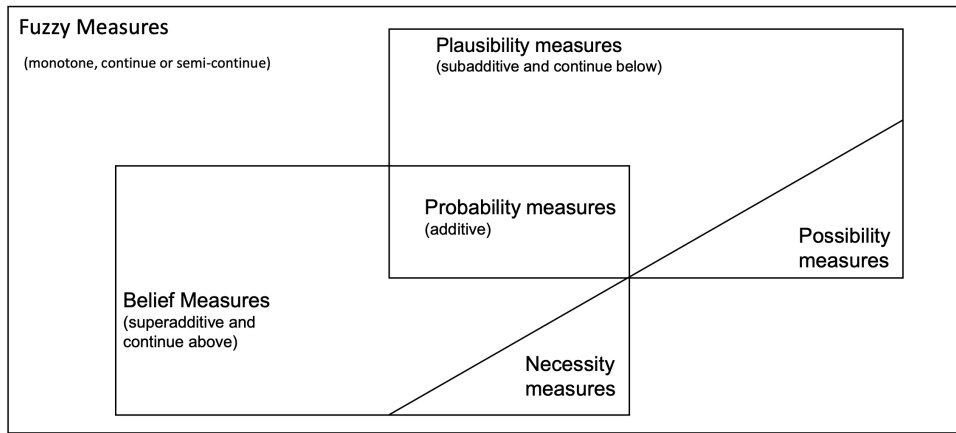 Fuzzy Measures
(monotone, continue or semi-continue)
Plausibility measures
(subadditive and continue below)
Probability measures
(additive)
Possibility
measures
Belief Measures
(superadditive and
continue above)
Necessity
measures